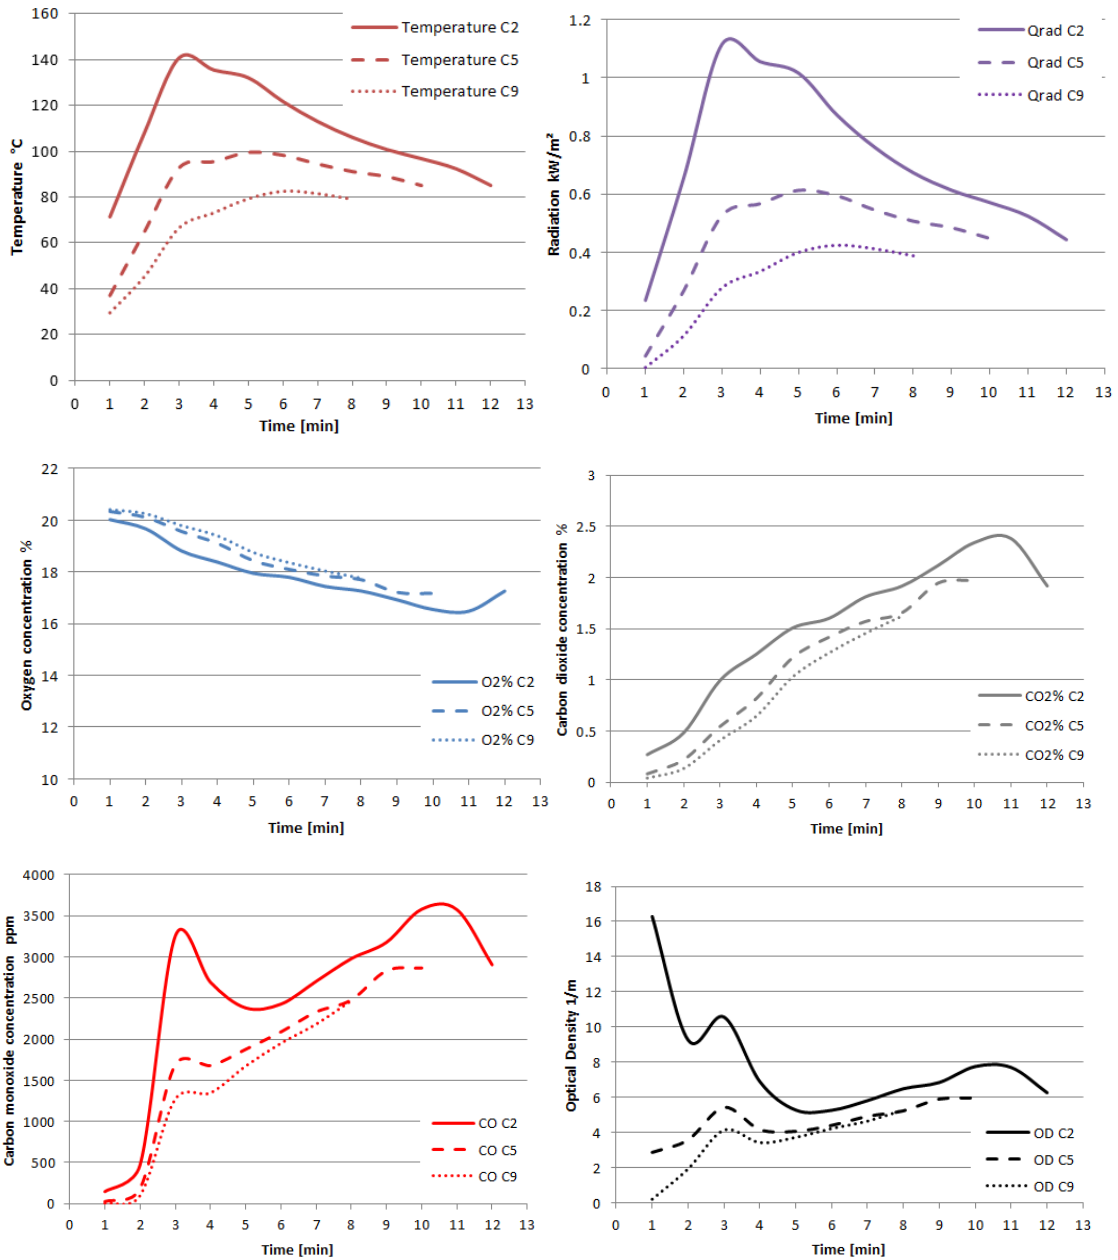 160
140
120
100
80
60
40
20
0
Temperature °C
Temperature C2
Temperature C5
Temperature C9
0 1 2 3 4 5 6 7 8 9 10 11 12 13
Time [min]
1.2
1
0.8
0.6
0.4
0.2
0
Radiation kW/m²
Qrad C2
Qrad C5
Qrad C9
0 1 2 3 4 5 6 7 8 9 10 11 12 13
Time [min]
22
20
18
16
14
12
10
Oxygen concentration %
O2% C2
O2% C5
O2% C9
0 1 2 3 4 5 6 7 8 9 10 11 12 13
Time [min]
3
2.5
2
1.5
1
0.5
0
Carbon dioxide concentration %
CO2% C2
CO2% C5
CO2% C9
0 1 2 3 4 5 6 7 8 9 10 11 12 13
Time [min]
4000
3500
3000
2500
2000
1500
1000
500
0
Carbon monoxide concentration ppm
CO C2
CO C5
CO C9
0 1 2 3 4 5 6 7 8 9 10 11 12 13
Time [min]
18
16
14
12
10
8
6
4
2
0
Optical Density 1/m
OD C2
OD C5
OD C9
0 1 2 3 4 5 6 7 8 9 10 11 12 13
Time [min]